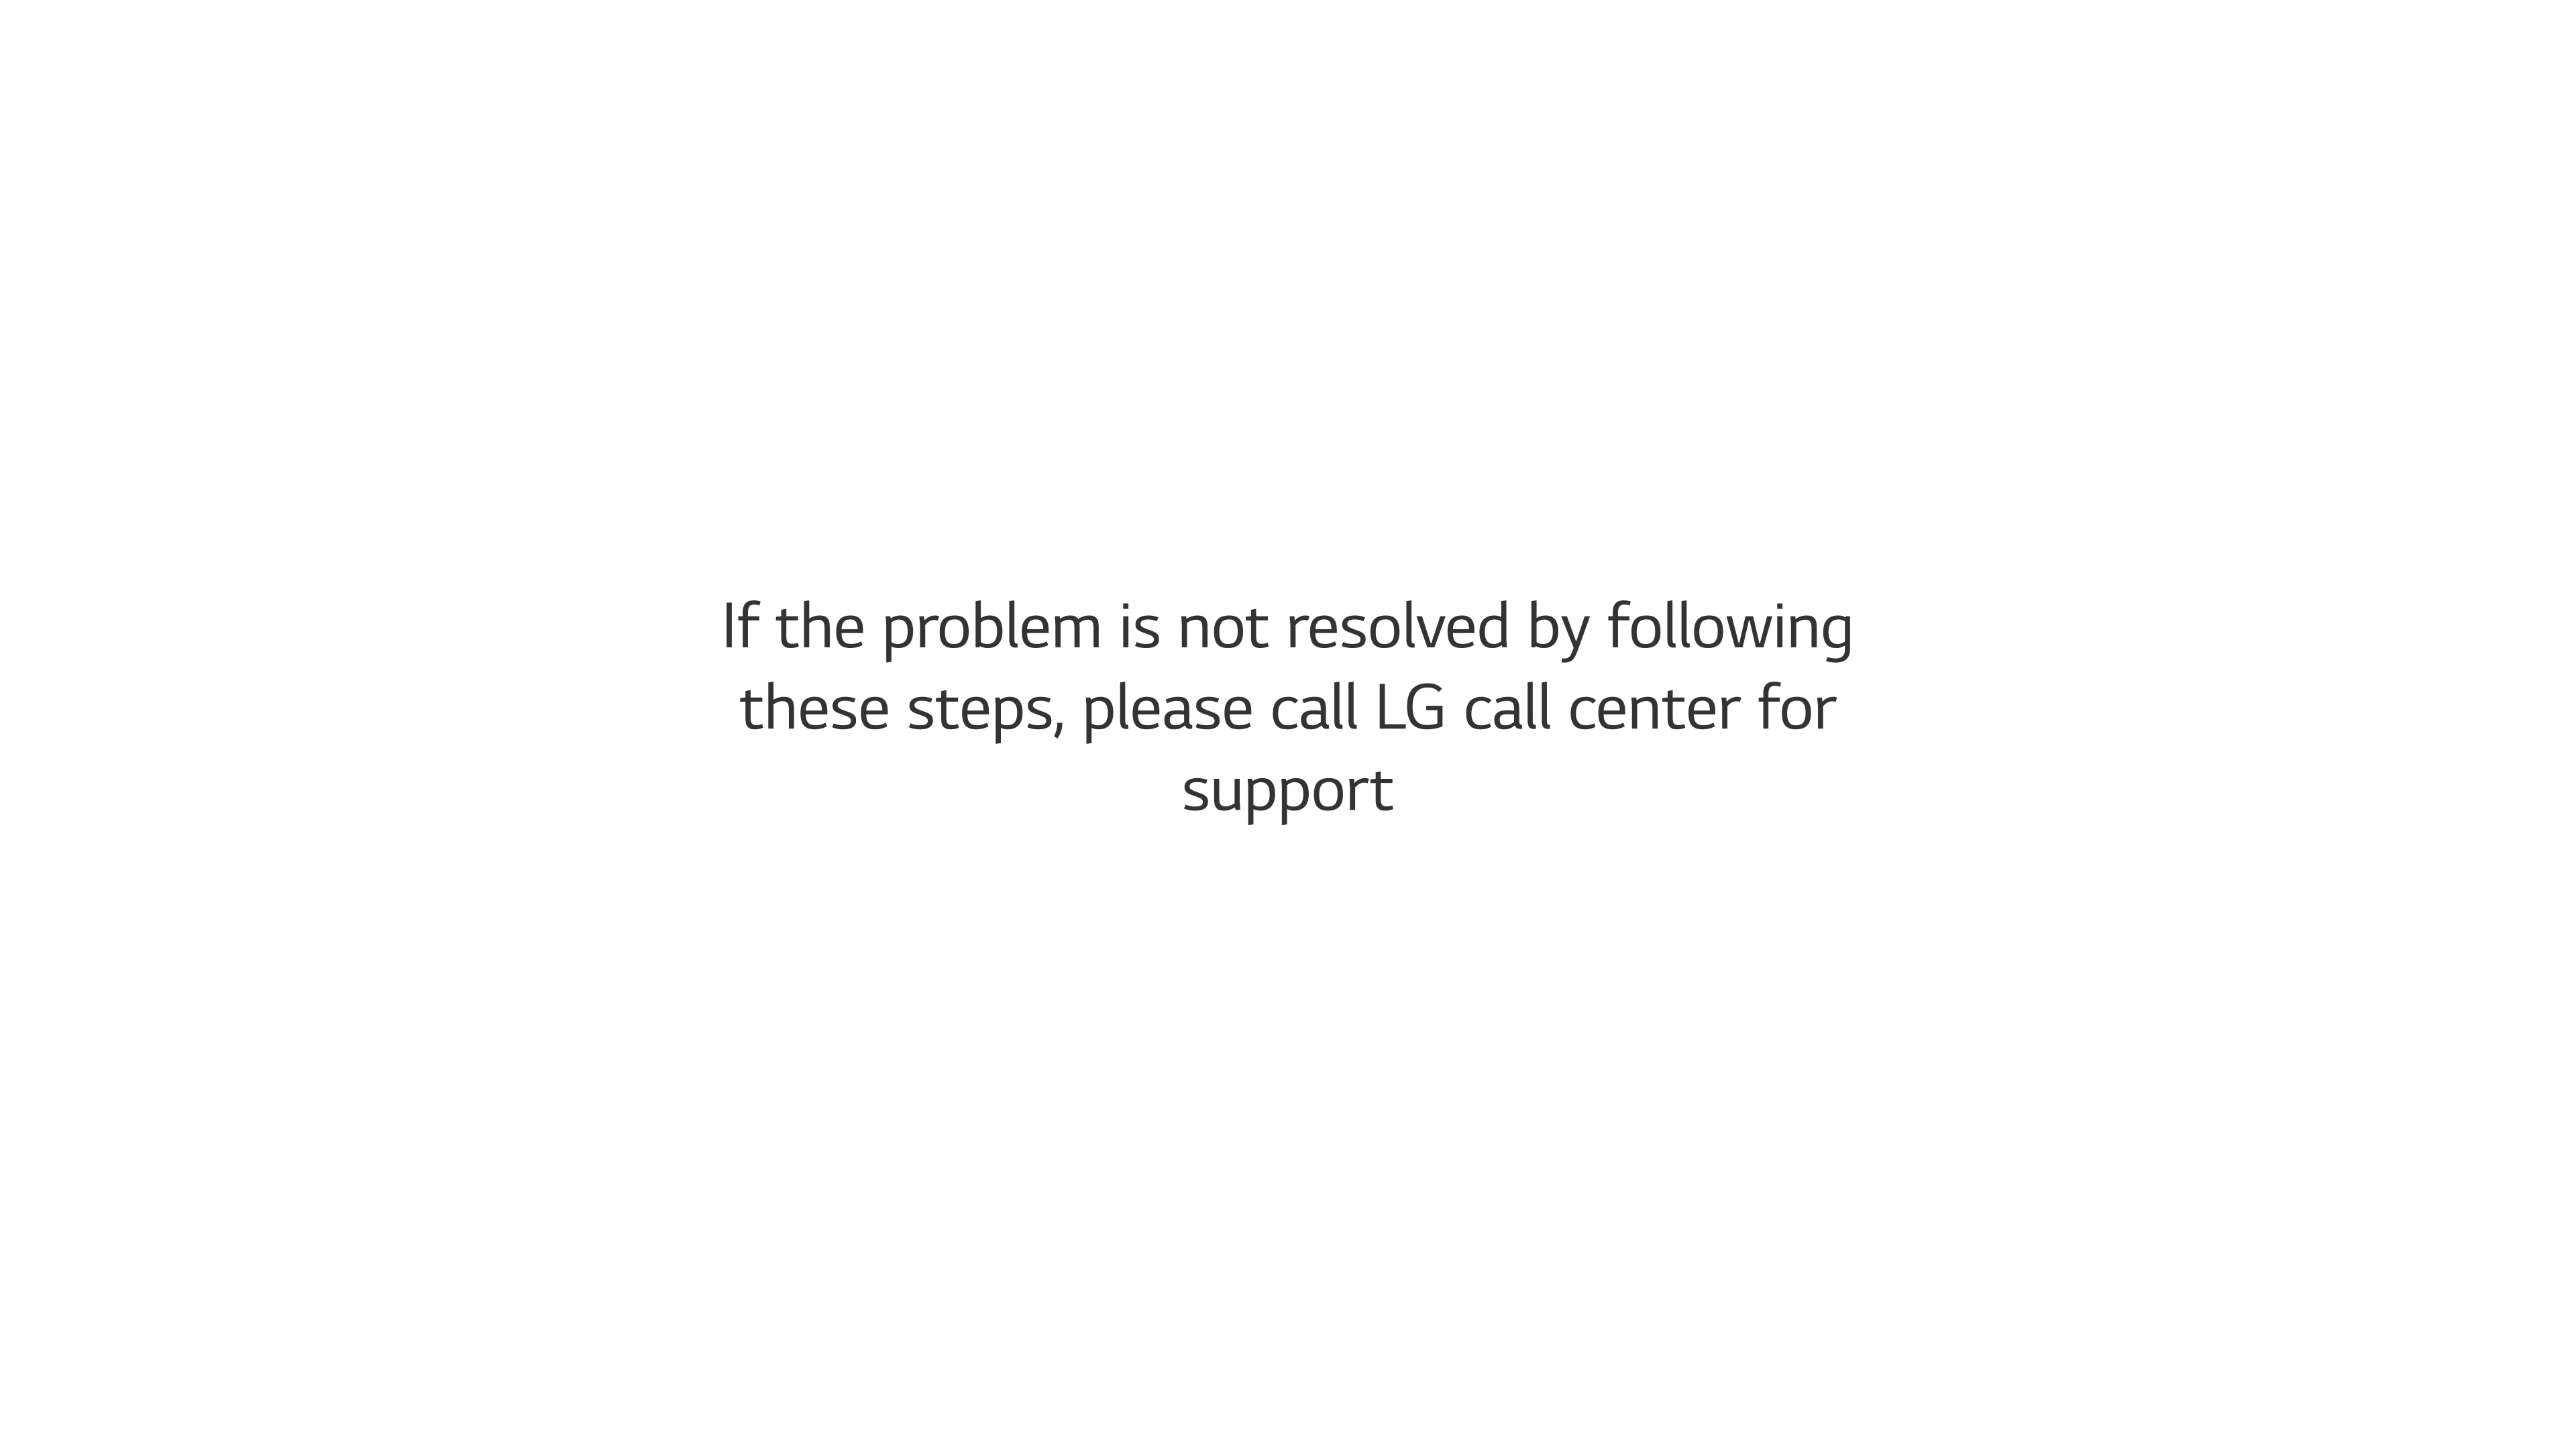 If the problem is not resolved by following
these steps, please call LG call center for
support